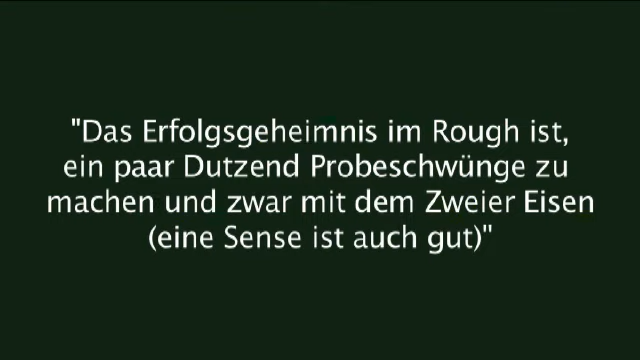 "Das Erfolgsgeheimnis im Rough ist,
ein paar Dutzend Probeschwünge zu
machen und zwar mit dem Zweier Eisen
(eine Sense ist auch gut)"